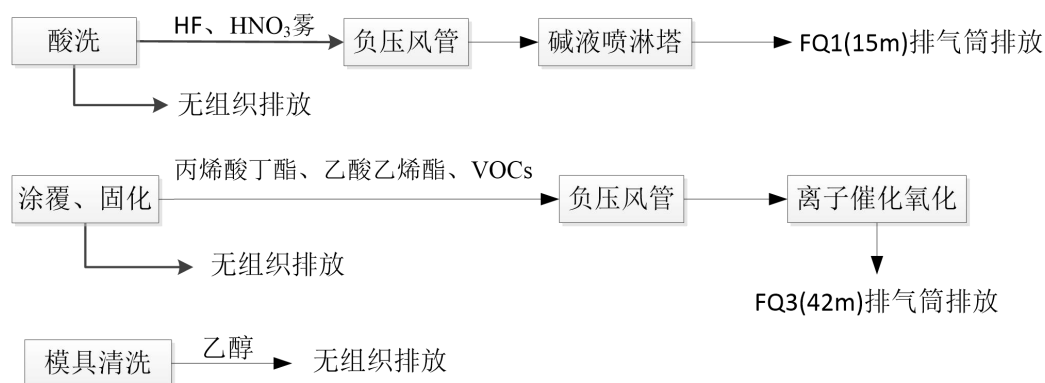 酸洗
HF、HNO₃雾
负压风管
碱液喷淋塔
FQ1(15m)排气筒排放
无组织排放
涂覆、固化
丙烯酸丁酯、乙酸乙烯酯、VOCs
负压风管
离子催化氧化
无组织排放
FQ3(42m)排气筒排放
模具清洗
乙醇
无组织排放